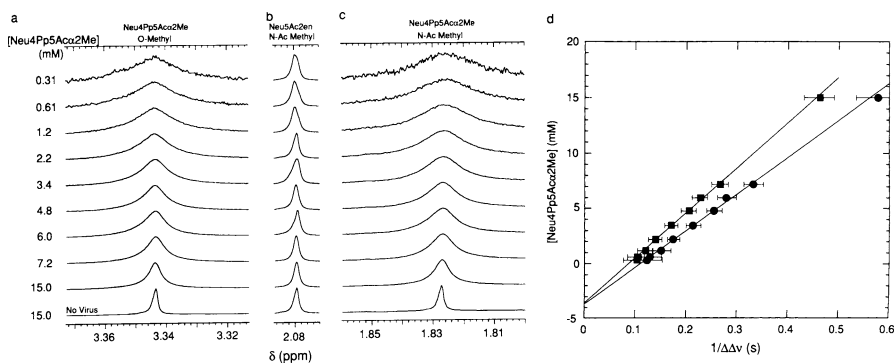 a
b
c
d
Neu4Pp5Acα2Me
O-Methyl
Neu5Ac2en
N-Ac Methyl
Neu4Pp5Acα2Me
N-Ac Methyl
[Neu4Pp5Acα2Me]
(mM)
0.31
0.61
1.2
2.2
3.4
4.8
6.0
7.2
15.0
15.0 No Virus
3.36 3.34 3.32
2.08
1.85 1.83 1.81
δ (ppm)
[Neu4Pp5Acα2Me] (mM)
20
15
10
5
0
-5
0 0.1 0.2 0.3 0.4 0.5 0.6
1/ΔΔν (s)